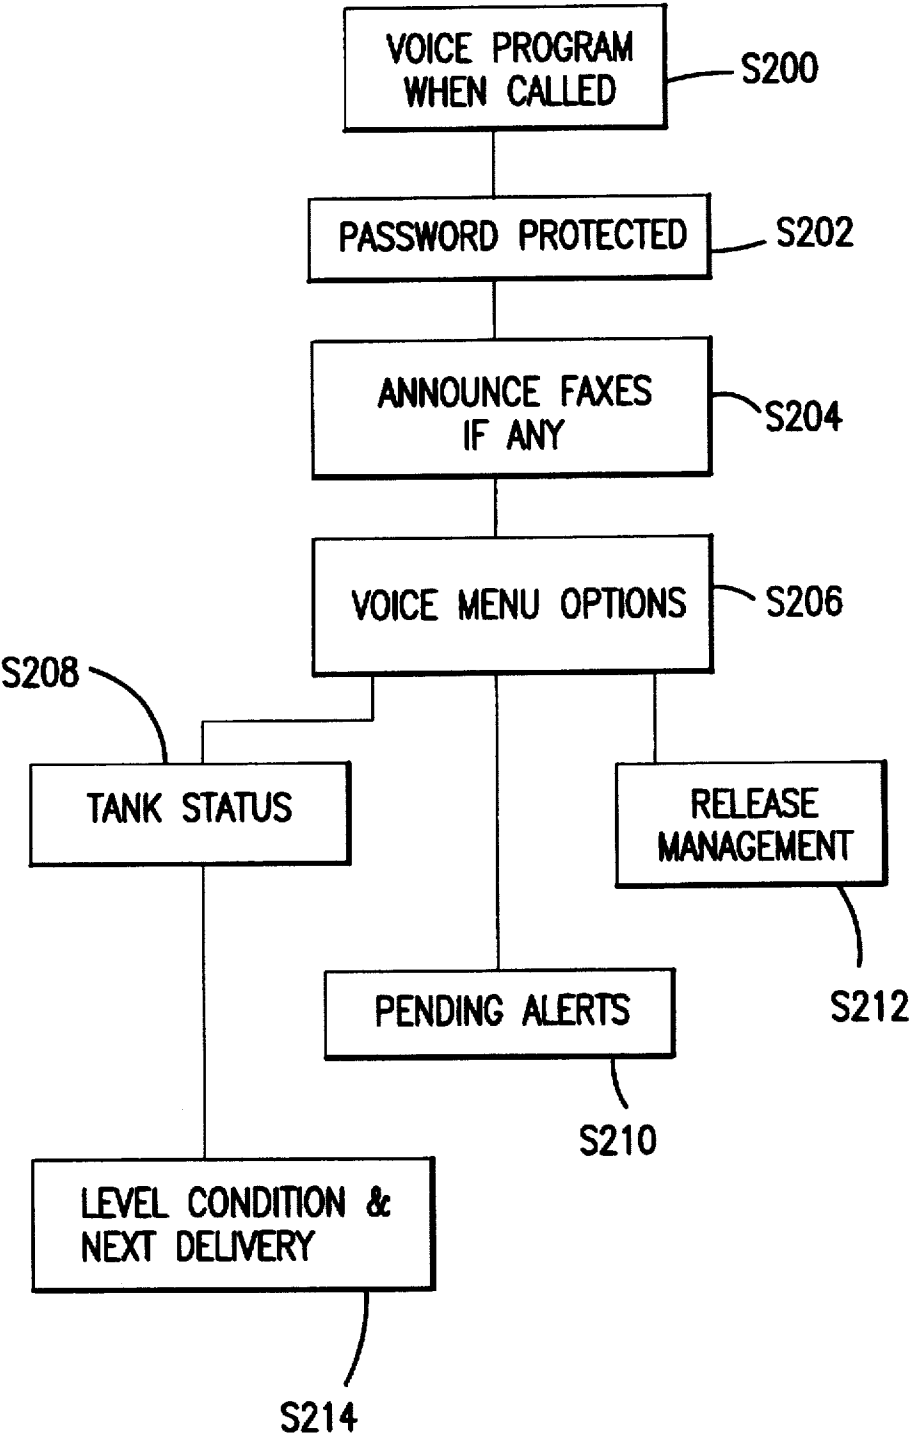 VOICE PROGRAM
WHEN CALLED
S200
PASSWORD PROTECTED
S202
ANNOUNCE FAXES
IF ANY
S204
VOICE MENU OPTIONS
S206
S208
TANK STATUS
RELEASE
MANAGEMENT
S212
PENDING ALERTS
S210
LEVEL CONDITION &
NEXT DELIVERY
S214